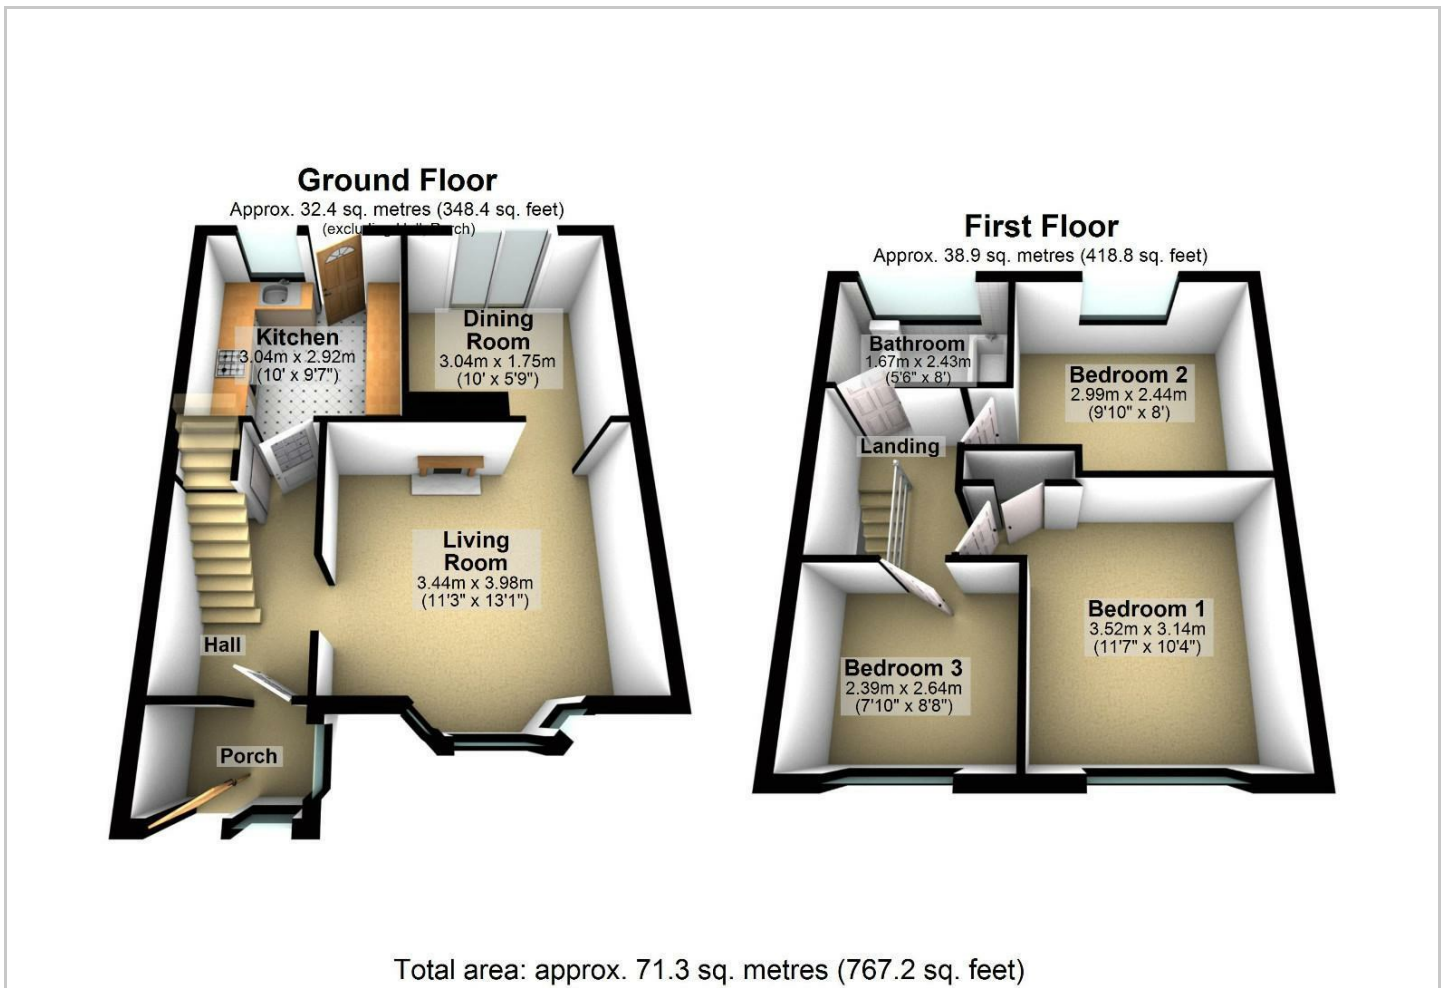 Ground Floor
Approx. 32.4 sq. metres (348.4 sq. feet)
Porch)
Kitchen
3.04m x 2.92m
(10' x 9'7")
Dining
Room
3.04m x 1.75m
(10' x 5'9")
Living
Room
3.44m x 3.98m
(11'3" x 13'1")
Hall
Porch
First Floor
Approx. 38.9 sq. metres (418.8 sq. feet)
Bathroom
1.67m x 2.43m
(5'6" x 8')
Bedroom 2
2.99m x 2.44m
(9'10" x 8')
Landing
Bedroom 1
3.52m x 3.14m
(11'7" x 10'4")
Bedroom 3
2.39m x 2.64m
(7'10" x 8'8")
Total area: approx. 71.3 sq. metres (767.2 sq. feet)